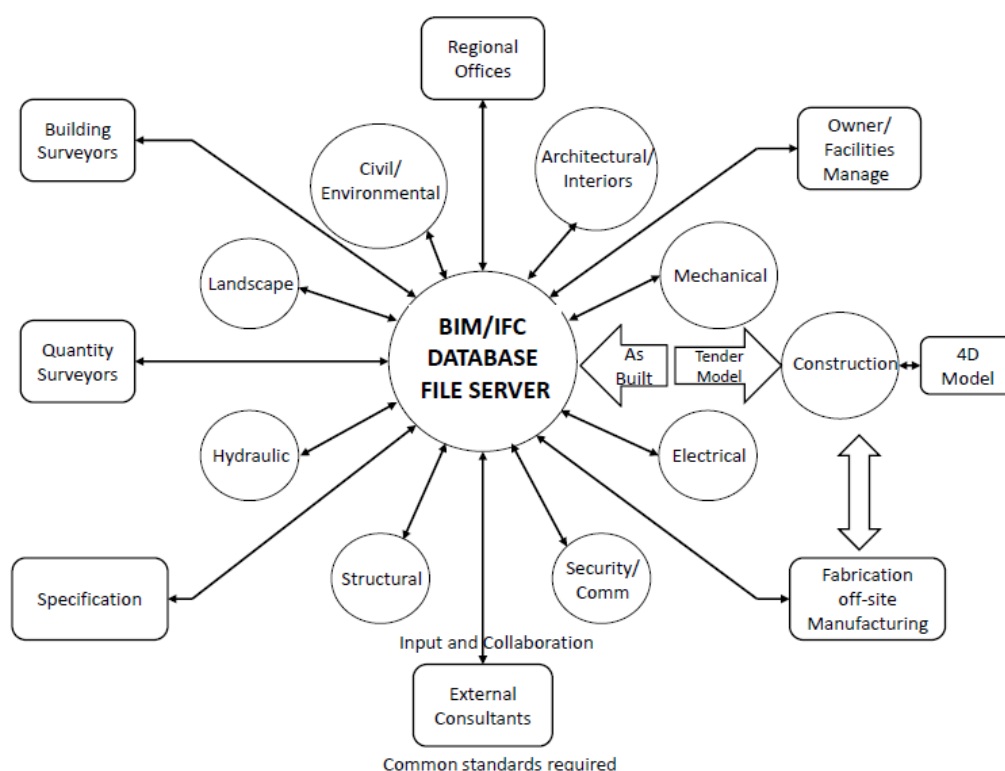 Regional
Offices
Building
Surveyors
Civil/
Environmental
Architectural/
Interiors
Owner/
Facilities
Manage
Landscape
Mechanical
BIM/IFC
DATABASE
FILE SERVER
Quantity
Surveyors
As
Built
Tender
Model
Construction
4D
Model
Hydraulic
Electrical
Specification
Structural
Security/
Comm
Fabrication
off-site
Manufacturing
Input and Collaboration
External
Consultants
Common standards required